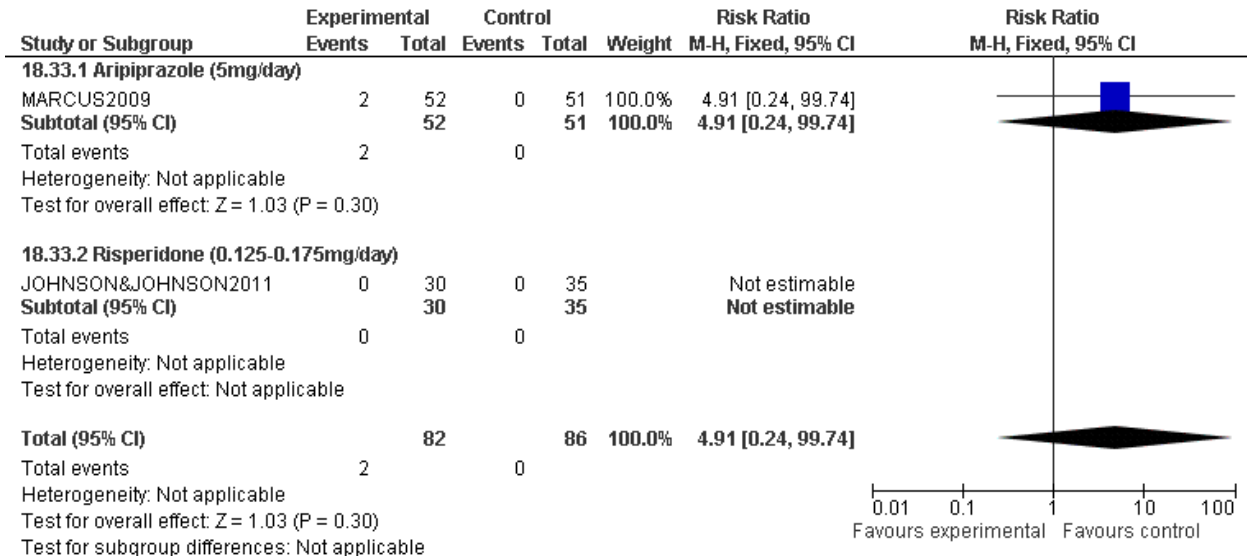 Experimental Control Risk Ratio Risk Ratio
Study or Subgroup Events Total Events Total Weight M-H, Fixed, 95% CI M-H, Fixed, 95% CI
18.33.1 Aripiprazole (5mg/day)
MARCUS2009 2 52 0 51 100.0% 4.91 [0.24, 99.74]
Subtotal (95% CI) 52 51 100.0% 4.91 [0.24, 99.74]
Total events 2 0
Heterogeneity: Not applicable
Test for overall effect: Z = 1.03 (P = 0.30)
18.33.2 Risperidone (0.125-0.175mg/day)
JOHNSON&JOHNSON2011 0 30 0 35 Not estimable
Subtotal (95% CI) 30 35 Not estimable
Total events 0 0
Heterogeneity: Not applicable
Test for overall effect: Not applicable
Total (95% CI) 82 86 100.0% 4.91 [0.24, 99.74]
Total events 2 0
Heterogeneity: Not applicable
Test for overall effect: Z = 1.03 (P = 0.30)
Test for subgroup differences: Not applicable
0.01 0.1 1 10 100
Favours experimental Favours control